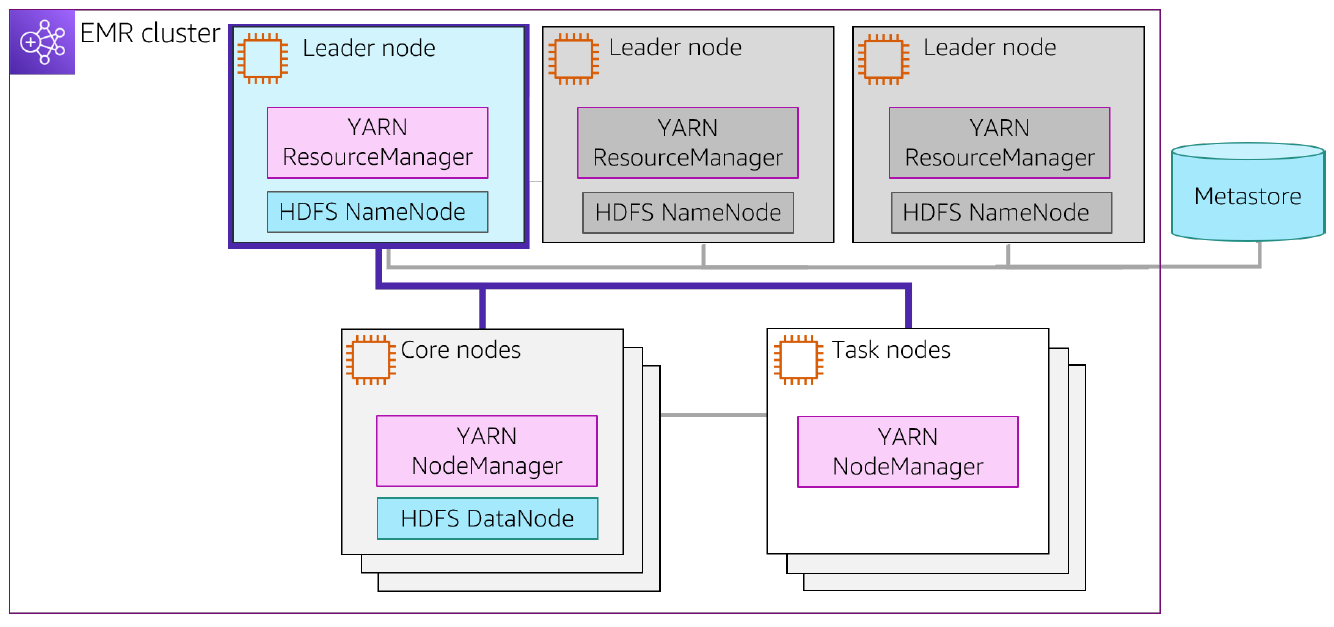 EMR cluster
Leader node
YARN
ResourceManager
HDFS NameNode
Leader node
YARN
ResourceManager
HDFS NameNode
Leader node
YARN
ResourceManager
HDFS NameNode
Metastore
Core nodes
YARN
NodeManager
HDFS DataNode
Task nodes
YARN
NodeManager